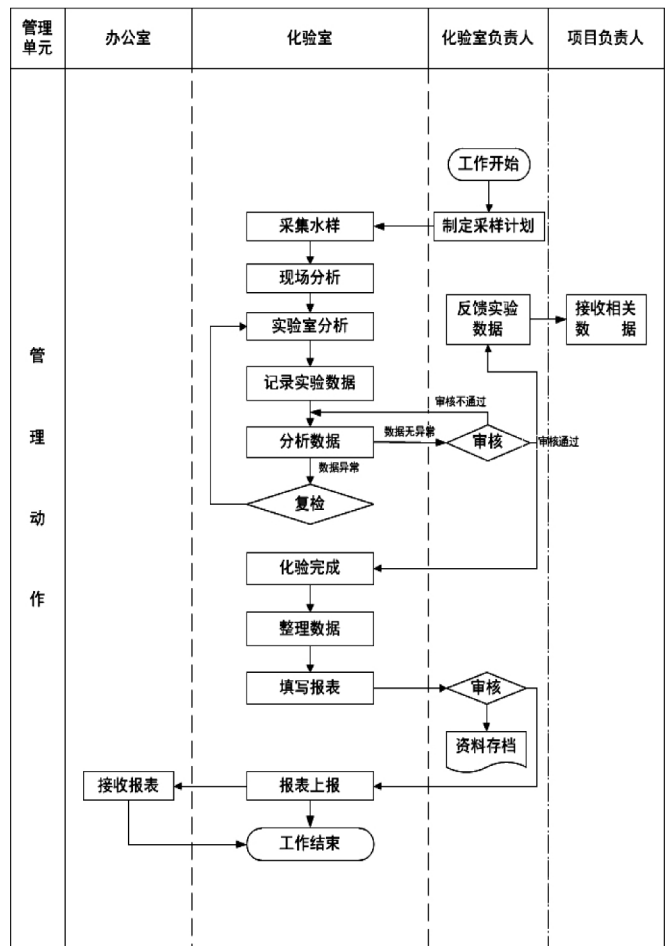 管理
单元
办公室
化验室
化验室负责人
项目负责人
工作开始
采集水样
制定采样计划
现场分析
反馈实验
数据
接收相关
数 据
实验室分析
管
理
动
作
记录实验数据
审核不通过
分析数据
数据无异常
审核
审核通过
数据异常
复检
化验完成
整理数据
填写报表
审核
资料存档
接收报表
报表上报
工作结束